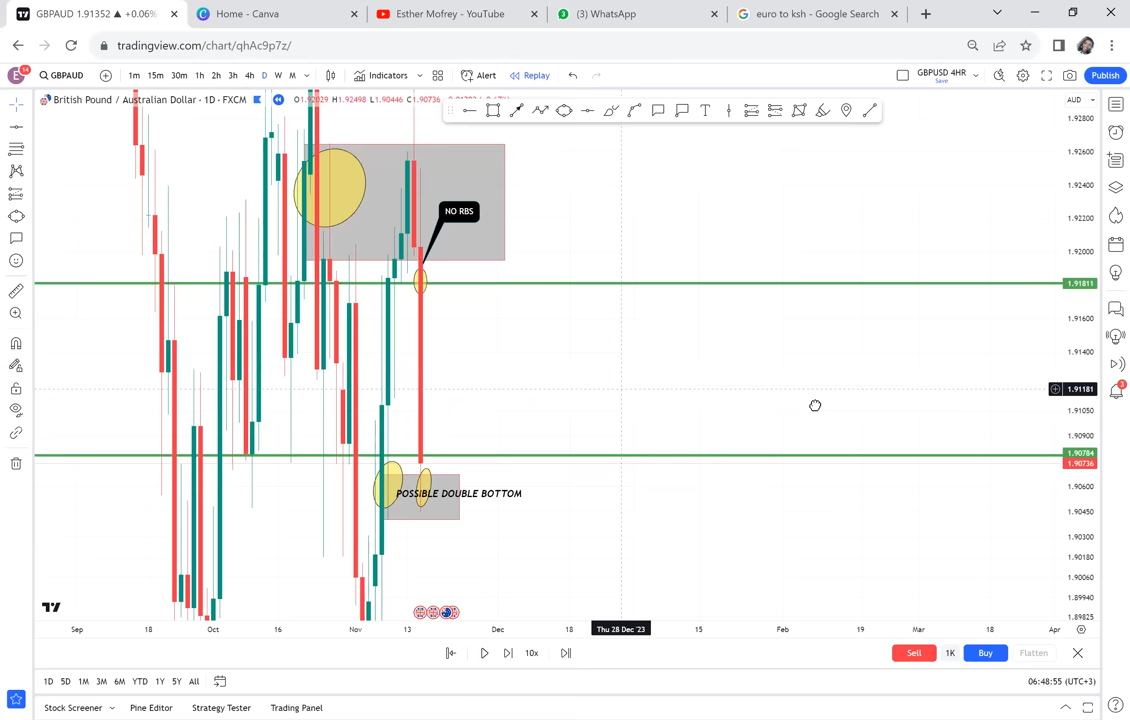 GBPAUD 1.91352 ▲ +0.06%
Home - Canva
Esther Mofrey - YouTube
(3) WhatsApp
euro to ksh - Google Search
tradingview.com/chart/qhAc9p7z/
E 14 GBPAUD 1m 15m 30m 1h 2h 3h 4h D W M Indicators Alert Replay GBPUSD 4HR Save Publish
British Pound / Australian Dollar · 1D · FXCM O1.92029 H1.92498 L1.90446 C1.90736
AUD
1.92800
1.92600
1.92400
NO RBS
1.92200
1.92000
1.91811
1.91600
1.91400
1.91181
1.91050
1.90900
1.90784
1.90736
POSSIBLE DOUBLE BOTTOM
1.90600
1.90450
1.90300
1.90180
1.90060
1.89940
1.89825
3
Sep 18 Oct 16 Nov 13 Dec 18 Thu 28 Dec '23 15 Feb 19 Mar 18 Apr
10x Sell 1K Buy Flatten
1D 5D 1M 3M 6M YTD 1Y 5Y All 06:48:55 (UTC+3)
Stock Screener Pine Editor Strategy Tester Trading Panel